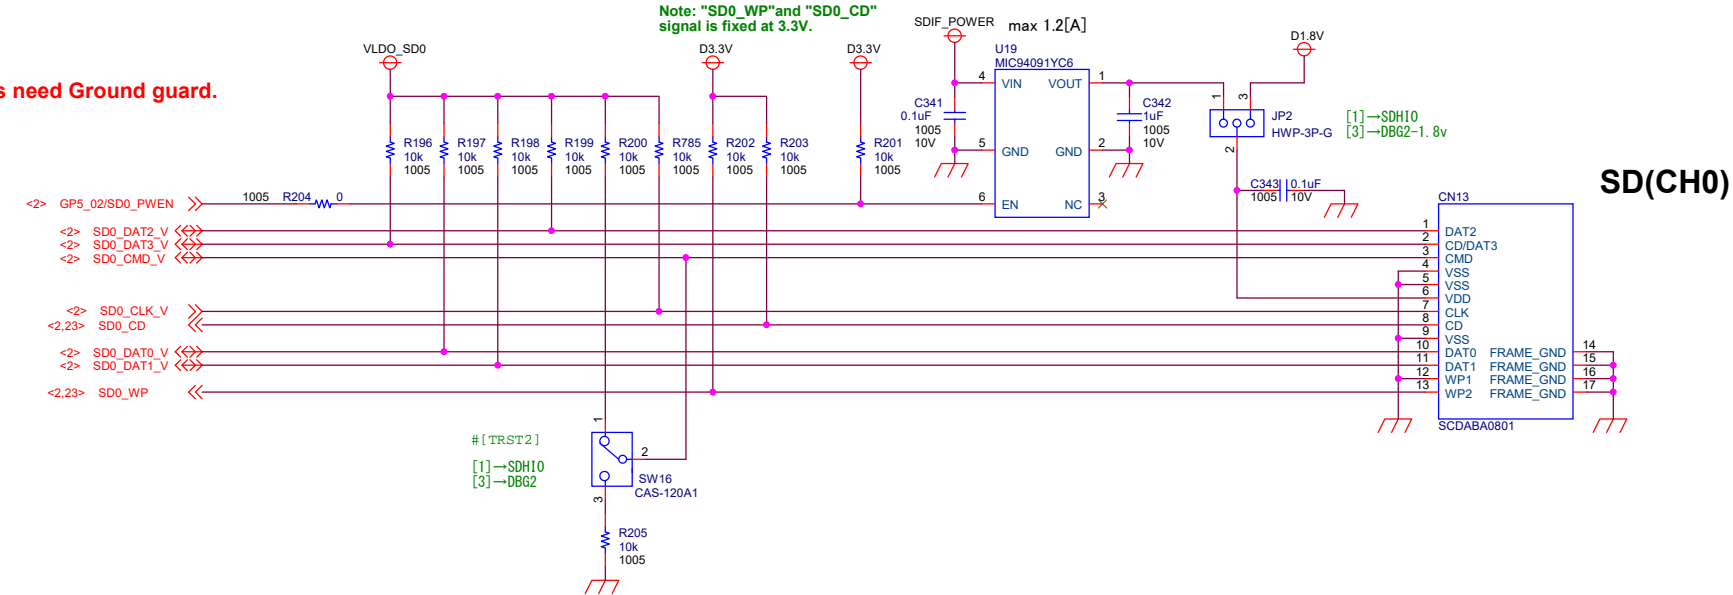 Note: "SD0_WP"and "SD0_CD"
signal is fixed at 3.3V.
SDIF_POWER
max 1.2[A]
D1.8V
VLDO_SD0
D3.3V
D3.3V
U19
MIC94091YC6
s need Ground guard.
4
VIN
VOUT
1
5
GND
GND
2
6
EN
NC
3
C341
0.1uF
1005
10V
C342
1uF
1005
10V
1
3
2
JP2
HWP-3P-G
[1]→SDHI0
[3]→DBG2-1.8v
R196
10k
1005
R197
10k
1005
R198
10k
1005
R199
10k
1005
R200
10k
1005
R785
10k
1005
R202
10k
1005
R203
10k
1005
R201
10k
1005
C343
1005
0.1uF
10V
SD(CH0)
<2> GP5_02/SD0_PWEN
1005 R204 0
<2> SD0_DAT2_V
<2> SD0_DAT3_V
<2> SD0_CMD_V
<2> SD0_CLK_V
<2,23> SD0_CD
<2> SD0_DAT0_V
<2> SD0_DAT1_V
<2,23> SD0_WP
CN13
1 DAT2
2 CD/DAT3
3 CMD
4 VSS
5 VSS
6 VDD
7 CLK
8 CD
9 VSS
10 DAT0 FRAME_GND 14
11 DAT1 FRAME_GND 15
12 WP1 FRAME_GND 16
13 WP2 FRAME_GND 17
SCDABA0801
#[TRST2]
[1]→SDHI0
[3]→DBG2
1
2
3
SW16
CAS-120A1
R205
10k
1005